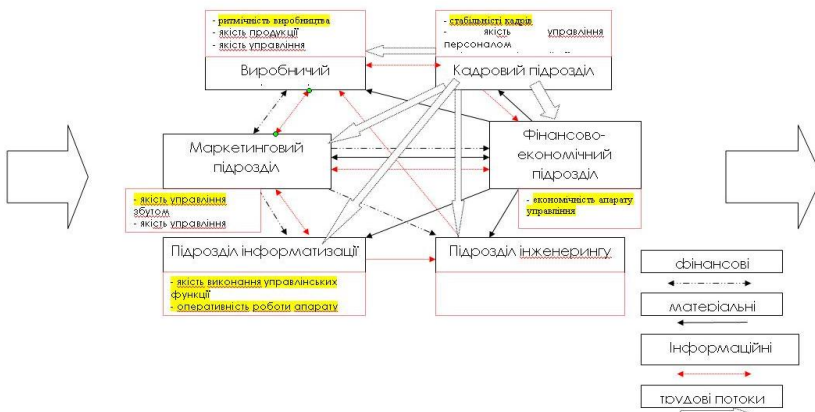 - ритмічність виробництва
- якість продукції
- якість управління
Виробничий
- стабільністі кадрів
- якість управління
персоналом
Кадровий підрозділ
Маркетинговий
підрозділ
Фінансово-
економічний
підрозділ
- якість управління
збутом
- якість управління
- економічність апарату
управління
Підрозділ інформатизації
- якість виконання управлінських
функції
- оперативність роботи апарату
Підрозділ інженерингу
фінансові
матеріальні
Інформаційні
трудові потоки